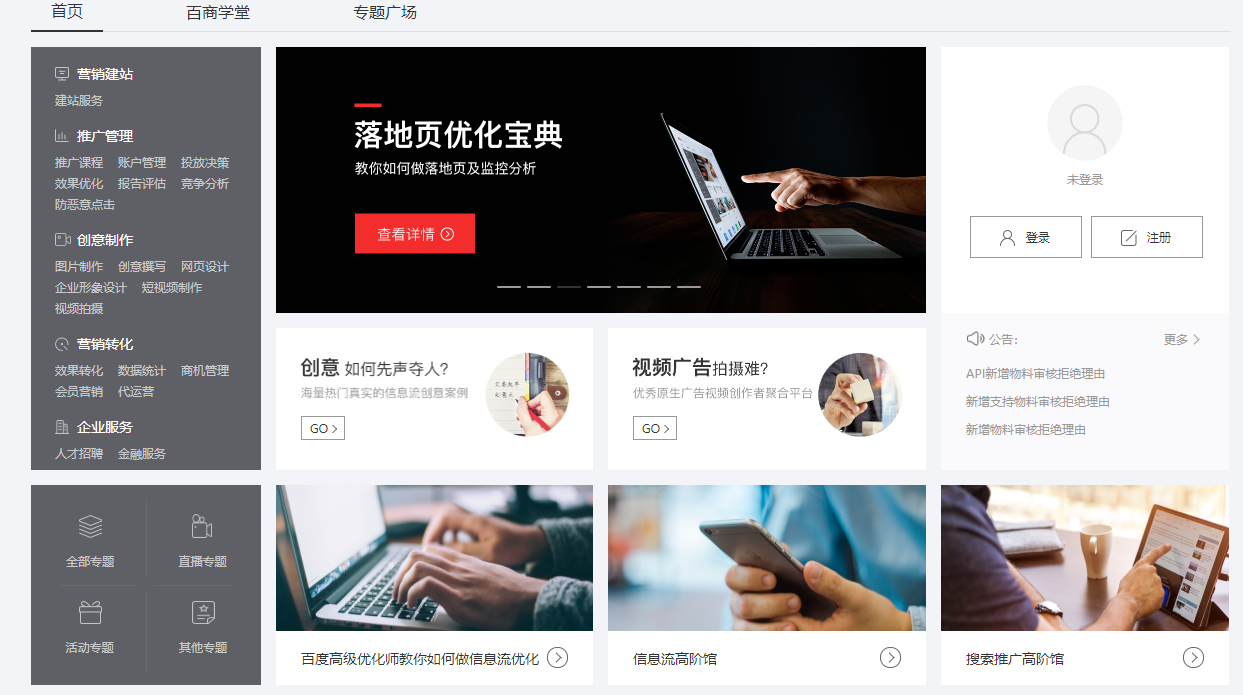 首页 百商学堂 专题广场
营销建站
建站服务
推广管理
推广课程 账户管理 投放决策
效果优化 报告评估 竞争分析
防恶意点击
创意制作
图片制作 创意撰写 网页设计
企业形象设计 短视频制作
视频拍摄
营销转化
效果转化 数据统计 商机管理
会员营销 代运营
企业服务
人才招聘 金融服务
落地页优化宝典
教你如何做落地页及监控分析
查看详情
未登录
登录 注册
创意 如何先声夺人?
海量热门真实的信息流创意案例
GO
视频广告拍摄难?
优秀原生广告视频创作者聚合平台
GO
公告: 更多
API新增物料审核拒绝理由
新增支持物料审核拒绝理由
新增物料审核拒绝理由
全部专题 直播专题
活动专题 其他专题
百度高级优化师教你如何做信息流优化
信息流高阶馆
搜索推广高阶馆